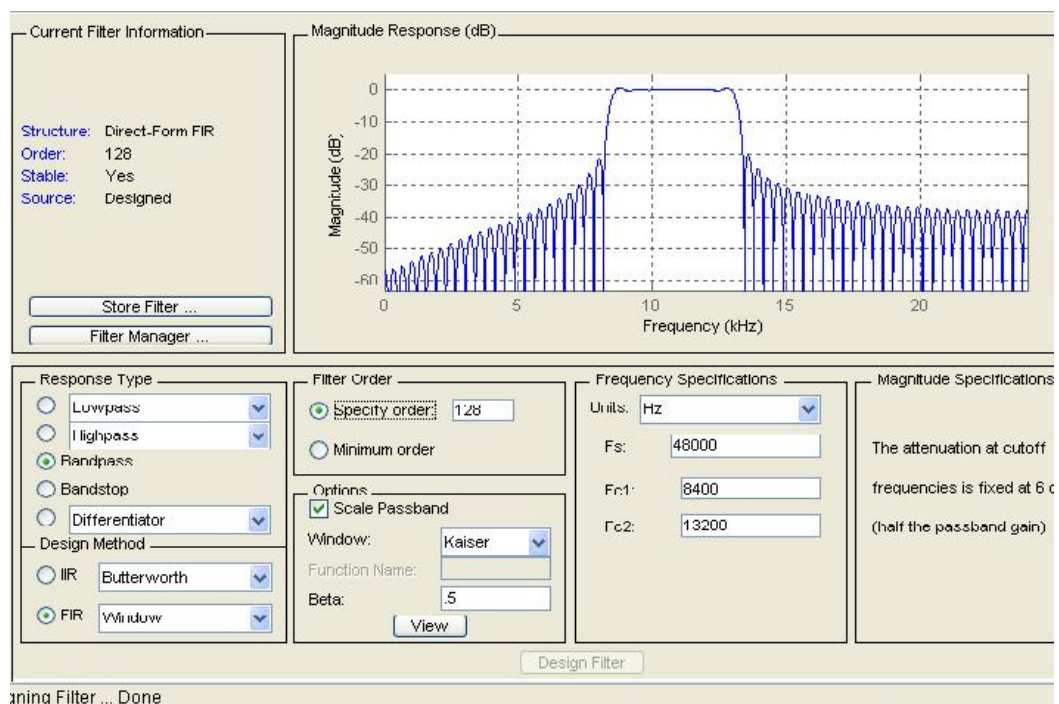 Current Filter Information
Structure: Direct-Form FIR
Order: 128
Stable: Yes
Source: Designed
Store Filter ...
Filter Manager ...
Magnitude Response (dB)
Magnitude (dB)
0
-10
-20
-30
-40
-50
-60
0 5 10 15 20
Frequency (kHz)
Response Type
Lowpass
Highpass
Bandpass
Bandstop
Differentiator
Design Method
IIR Butterworth
FIR Window
Filter Order
Specify order: 128
Minimum order
Options
Scale Passband
Window: Kaiser
Function Name:
Beta: .5
View
Frequency Specifications
Units: Hz
Fs: 48000
Fc1: 8400
Fc2: 13200
Magnitude Specifications
The attenuation at cutoff
frequencies is fixed at 6 d
(half the passband gain)
Design Filter
gning Filter ... Done